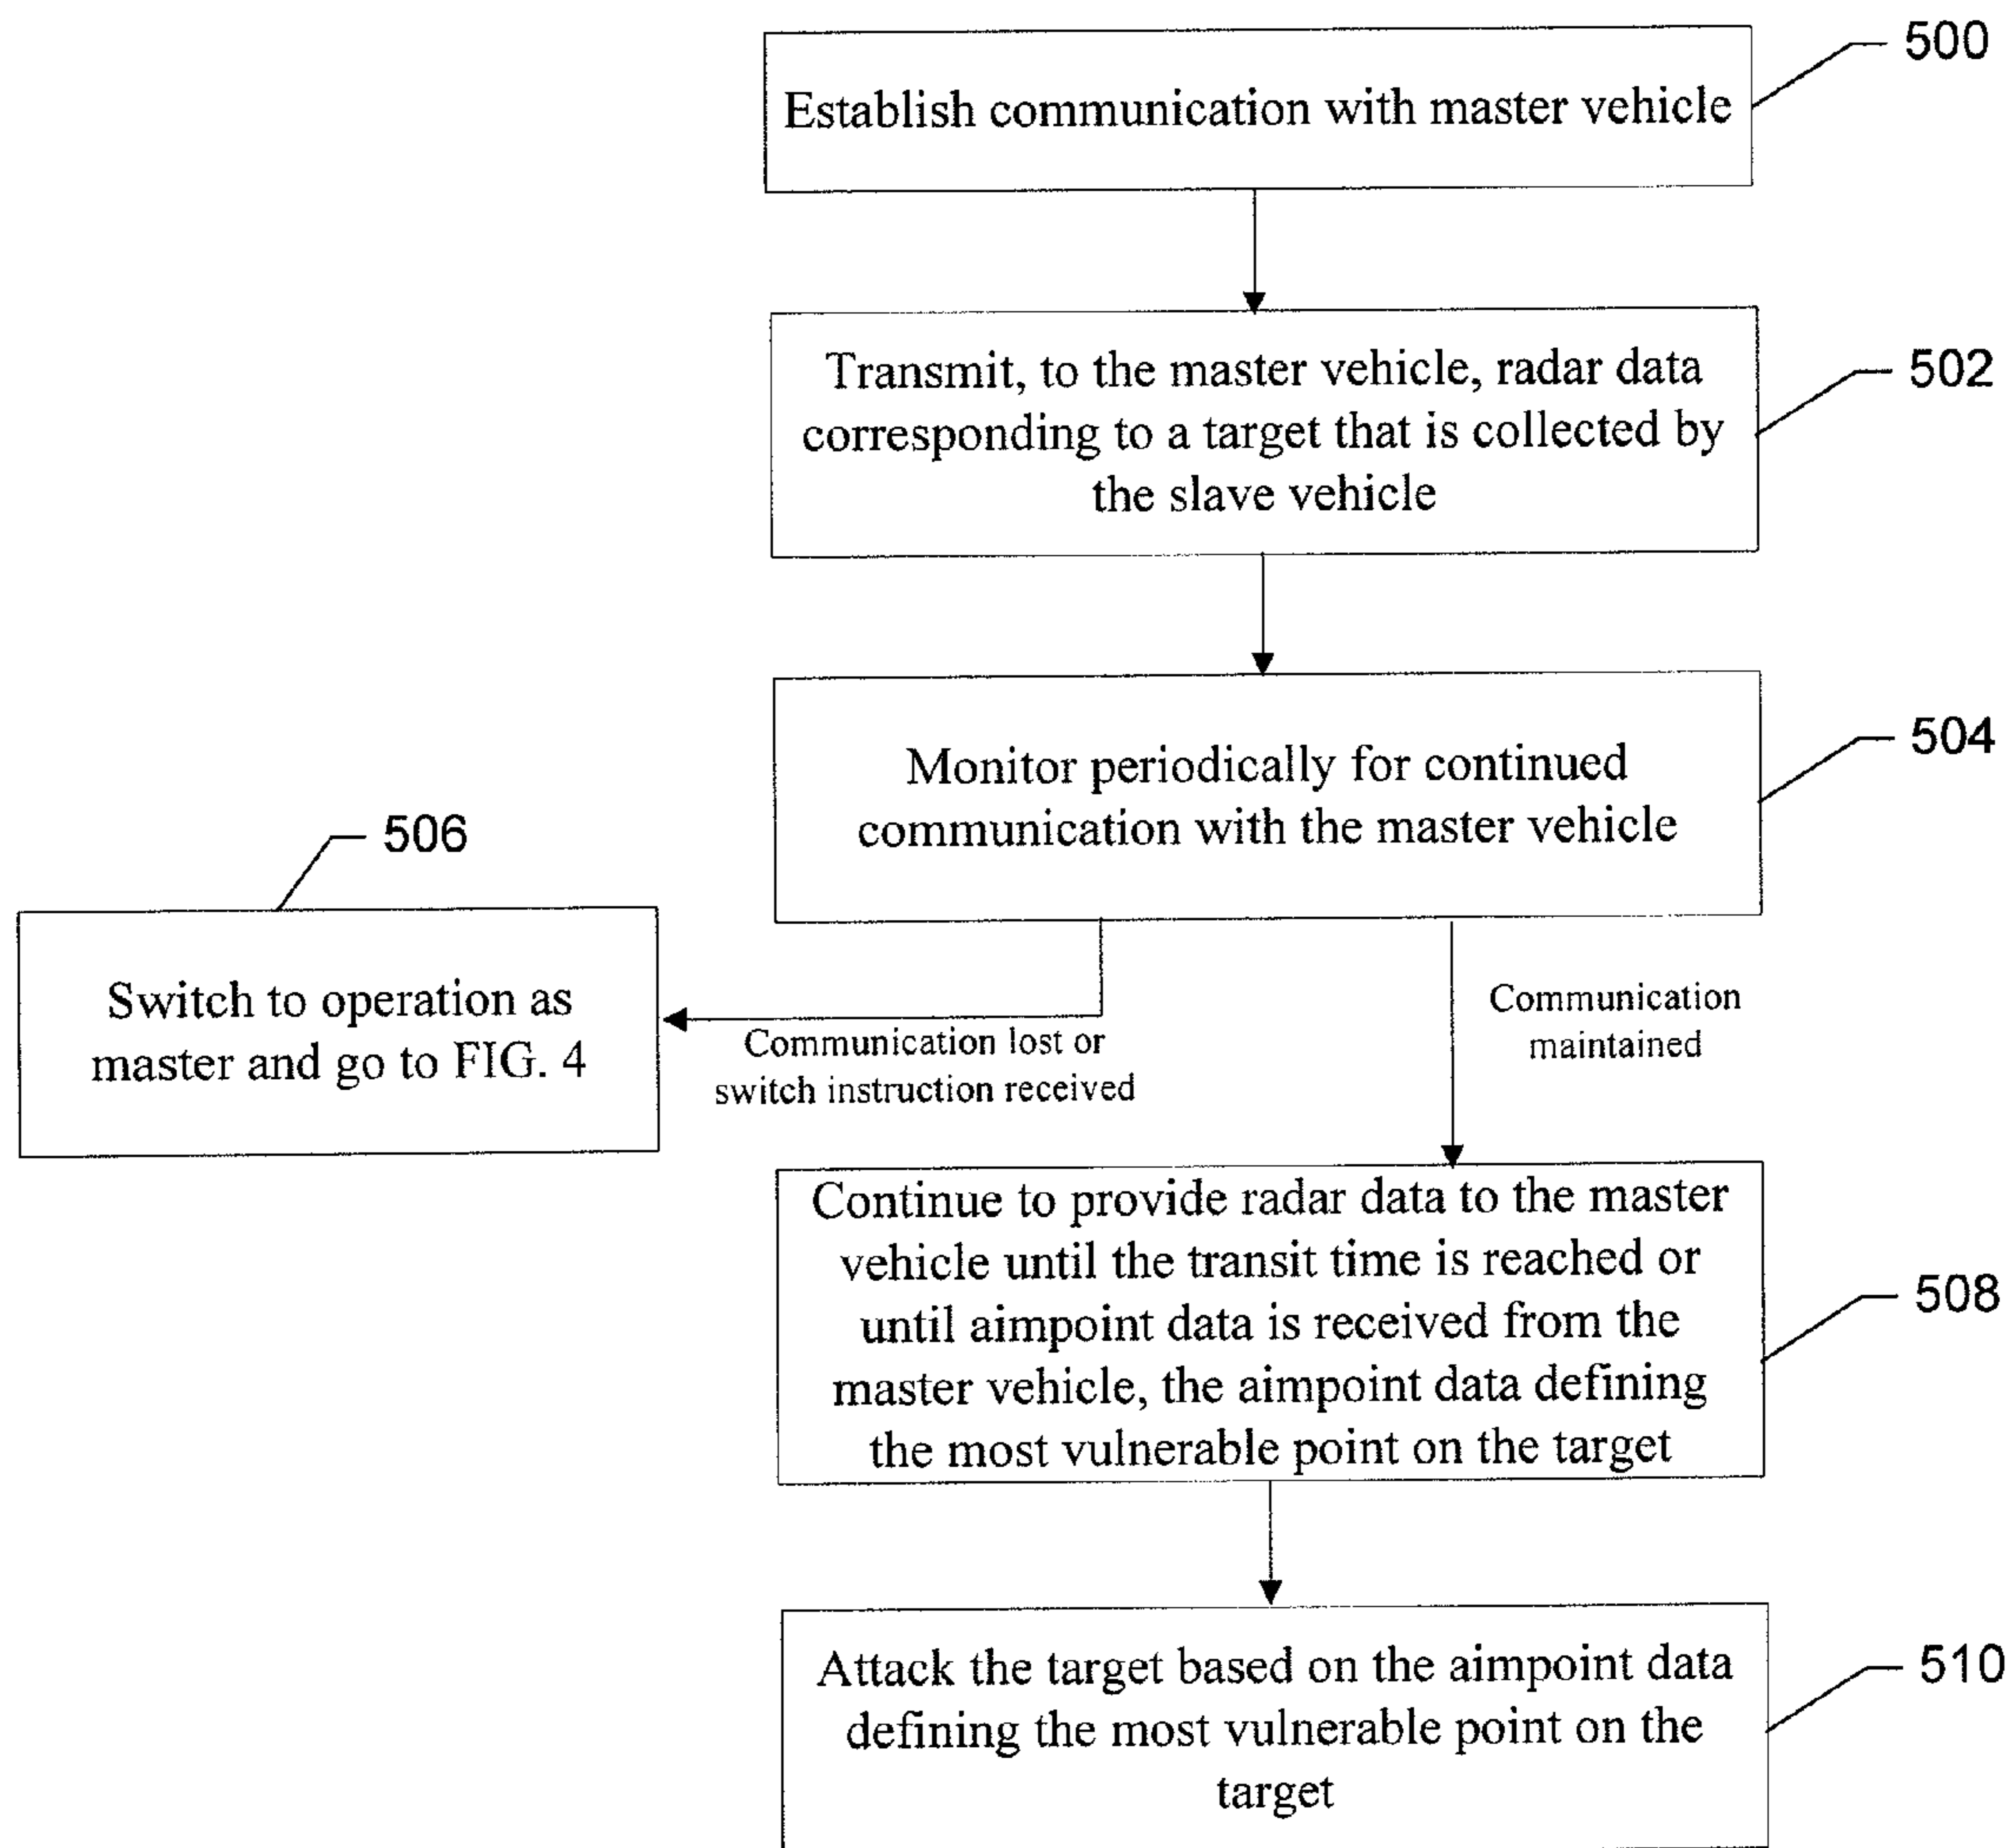 500
Establish communication with master vehicle
502
Transmit, to the master vehicle, radar data
corresponding to a target that is collected by
the slave vehicle
504
Monitor periodically for continued
communication with the master vehicle
506
Switch to operation as
master and go to FIG. 4
Communication lost or
switch instruction received
Communication
maintained
508
Continue to provide radar data to the master
vehicle until the transit time is reached or
until aimpoint data is received from the
master vehicle, the aimpoint data defining
the most vulnerable point on the target
510
Attack the target based on the aimpoint data
defining the most vulnerable point on the
target